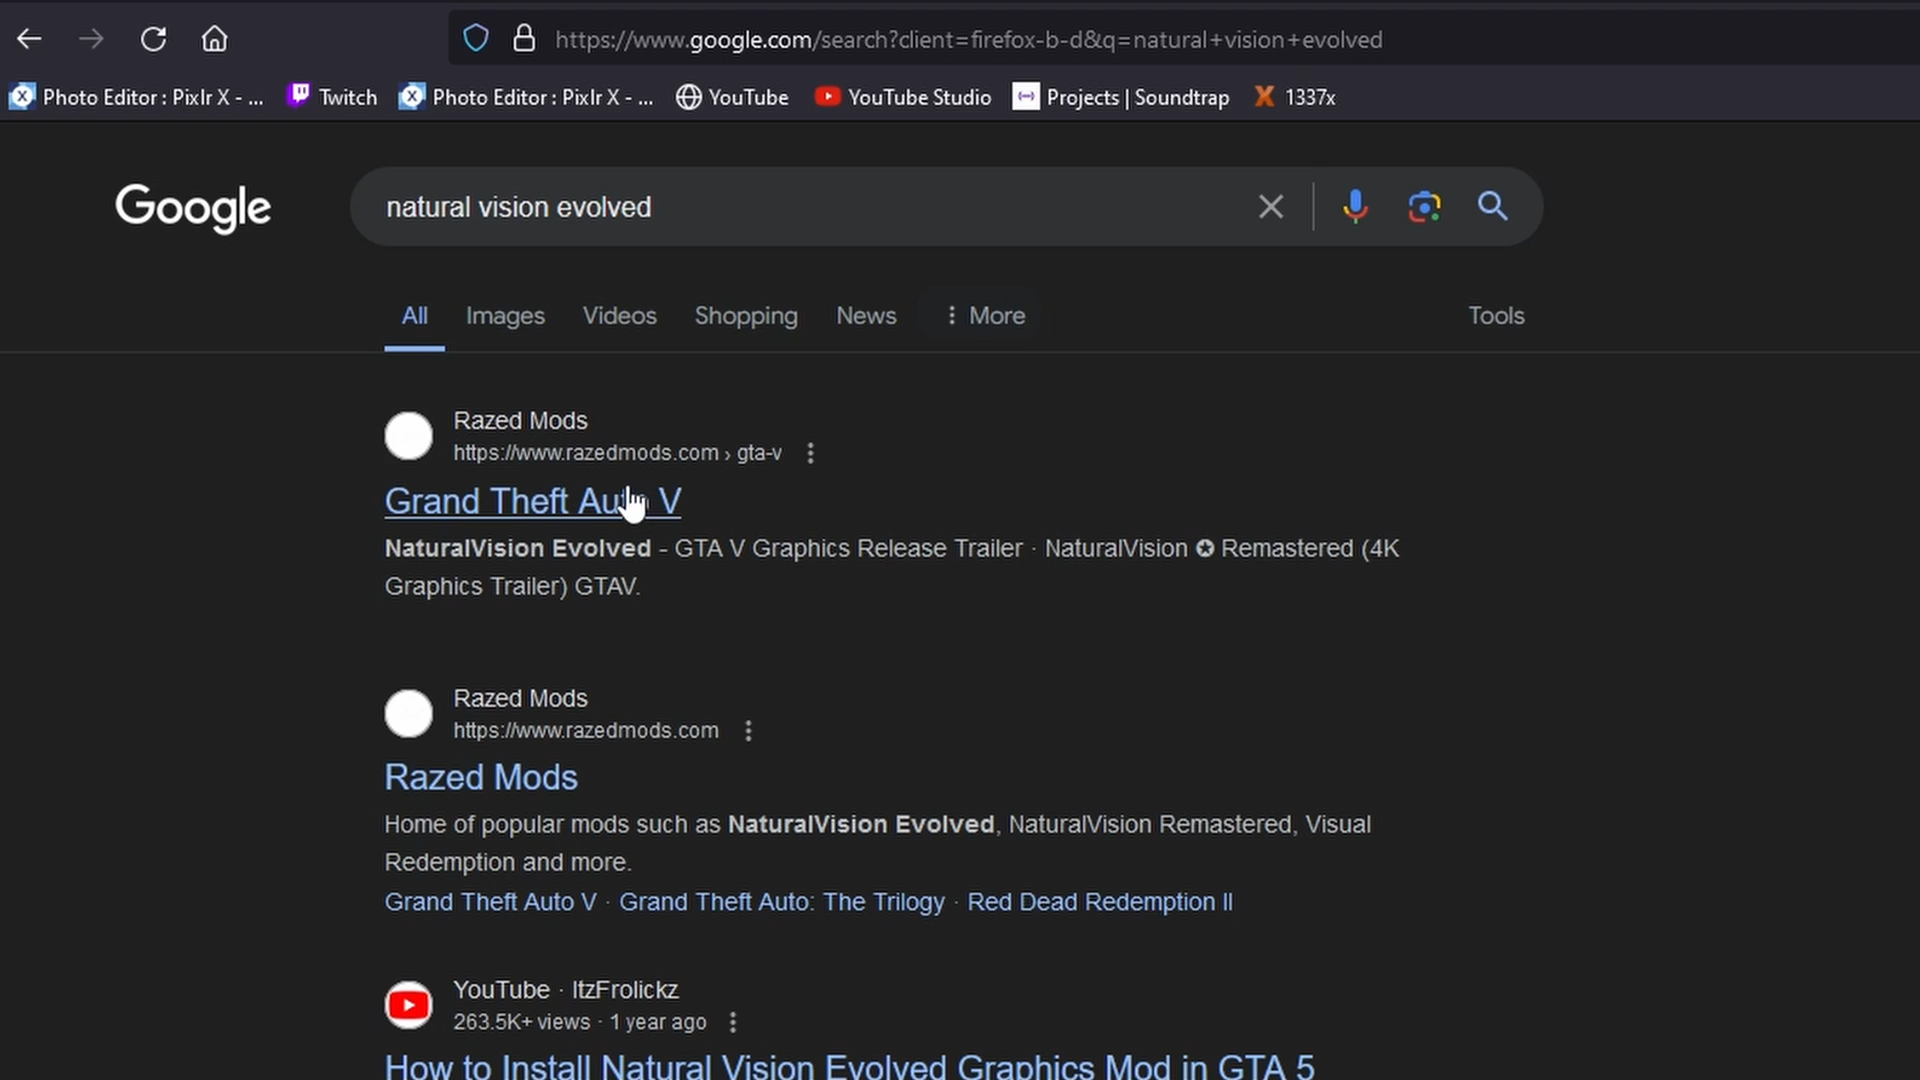 https://www.google.com/search?client=firefox-b-d&q=natural+vision+evolved
Photo Editor : Pixlr X - ... Twitch Photo Editor : Pixlr X - ... YouTube YouTube Studio Projects | Soundtrap 1337x
Google natural vision evolved
All Images Videos Shopping News More Tools
Razed Mods
https://www.razedmods.com › gta-v
Grand Theft Auto V
NaturalVision Evolved - GTA V Graphics Release Trailer · NaturalVision ✪ Remastered (4K
Graphics Trailer) GTAV.
Razed Mods
https://www.razedmods.com
Razed Mods
Home of popular mods such as NaturalVision Evolved, NaturalVision Remastered, Visual
Redemption and more.
Grand Theft Auto V · Grand Theft Auto: The Trilogy · Red Dead Redemption II
YouTube · ItzFrolickz
263.5K+ views · 1 year ago
How to Install Natural Vision Evolved Graphics Mod in GTA 5